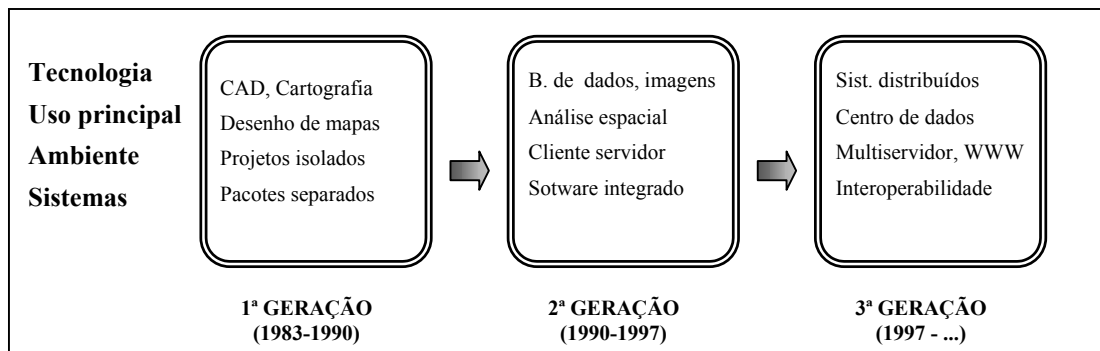 Tecnologia
Uso principal
Ambiente
Sistemas
CAD, Cartografia
Desenho de mapas
Projetos isolados
Pacotes separados
B. de dados, imagens
Análise espacial
Cliente servidor
Sotware integrado
Sist. distribuídos
Centro de dados
Multiservidor, WWW
Interoperabilidade
1ª GERAÇÃO
(1983-1990)
2ª GERAÇÃO
(1990-1997)
3ª GERAÇÃO
(1997 - ...)